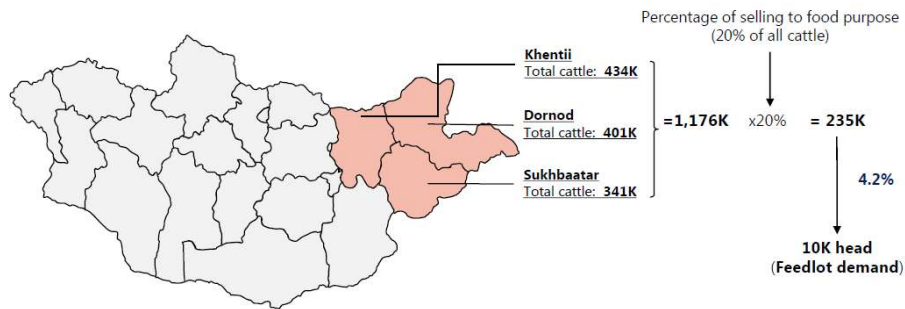 Percentage of selling to food purpose
(20% of all cattle)
Khentii
Total cattle: 434K
Dornod
Total cattle: 401K
=1,176K x20% = 235K
Sukhbaatar
Total cattle: 341K
4.2%
10K head
(Feedlot demand)